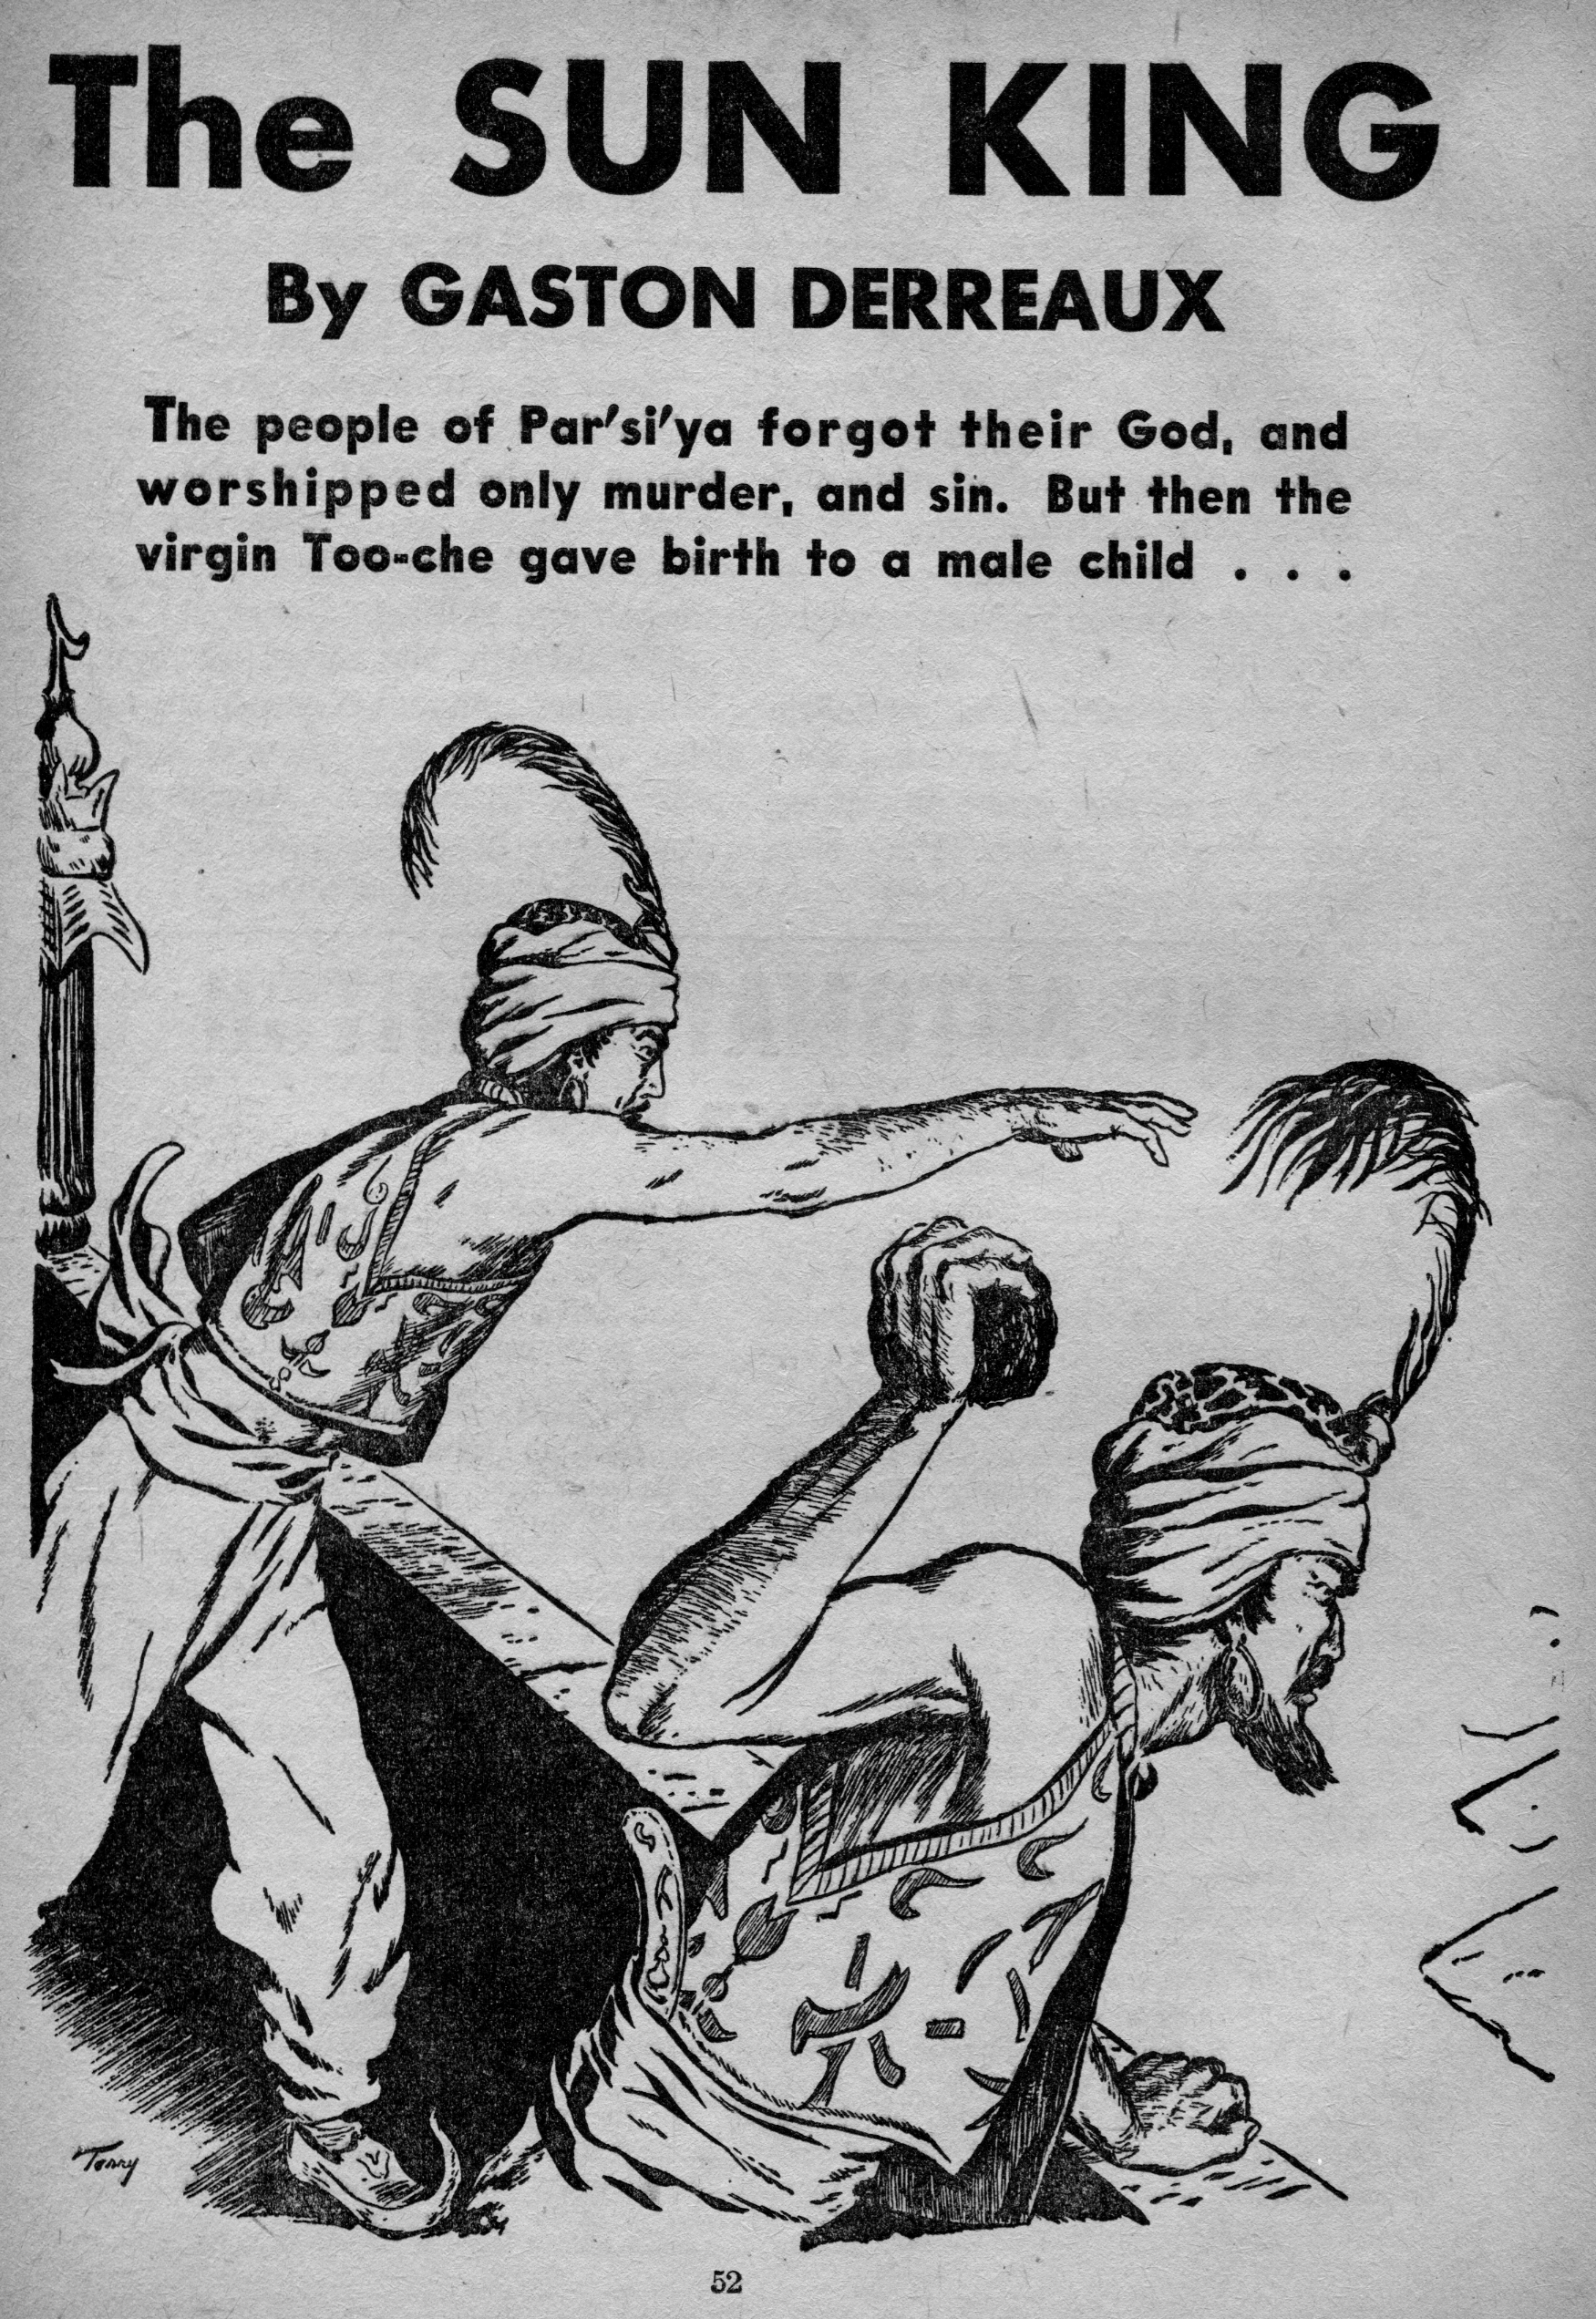 The SUN KING
By GASTON DERREAUX
The people of Par'si'ya forgot their God, and
worshipped only murder, and sin. But then the
virgin Too-che gave birth to a male child . . .
Terry
52